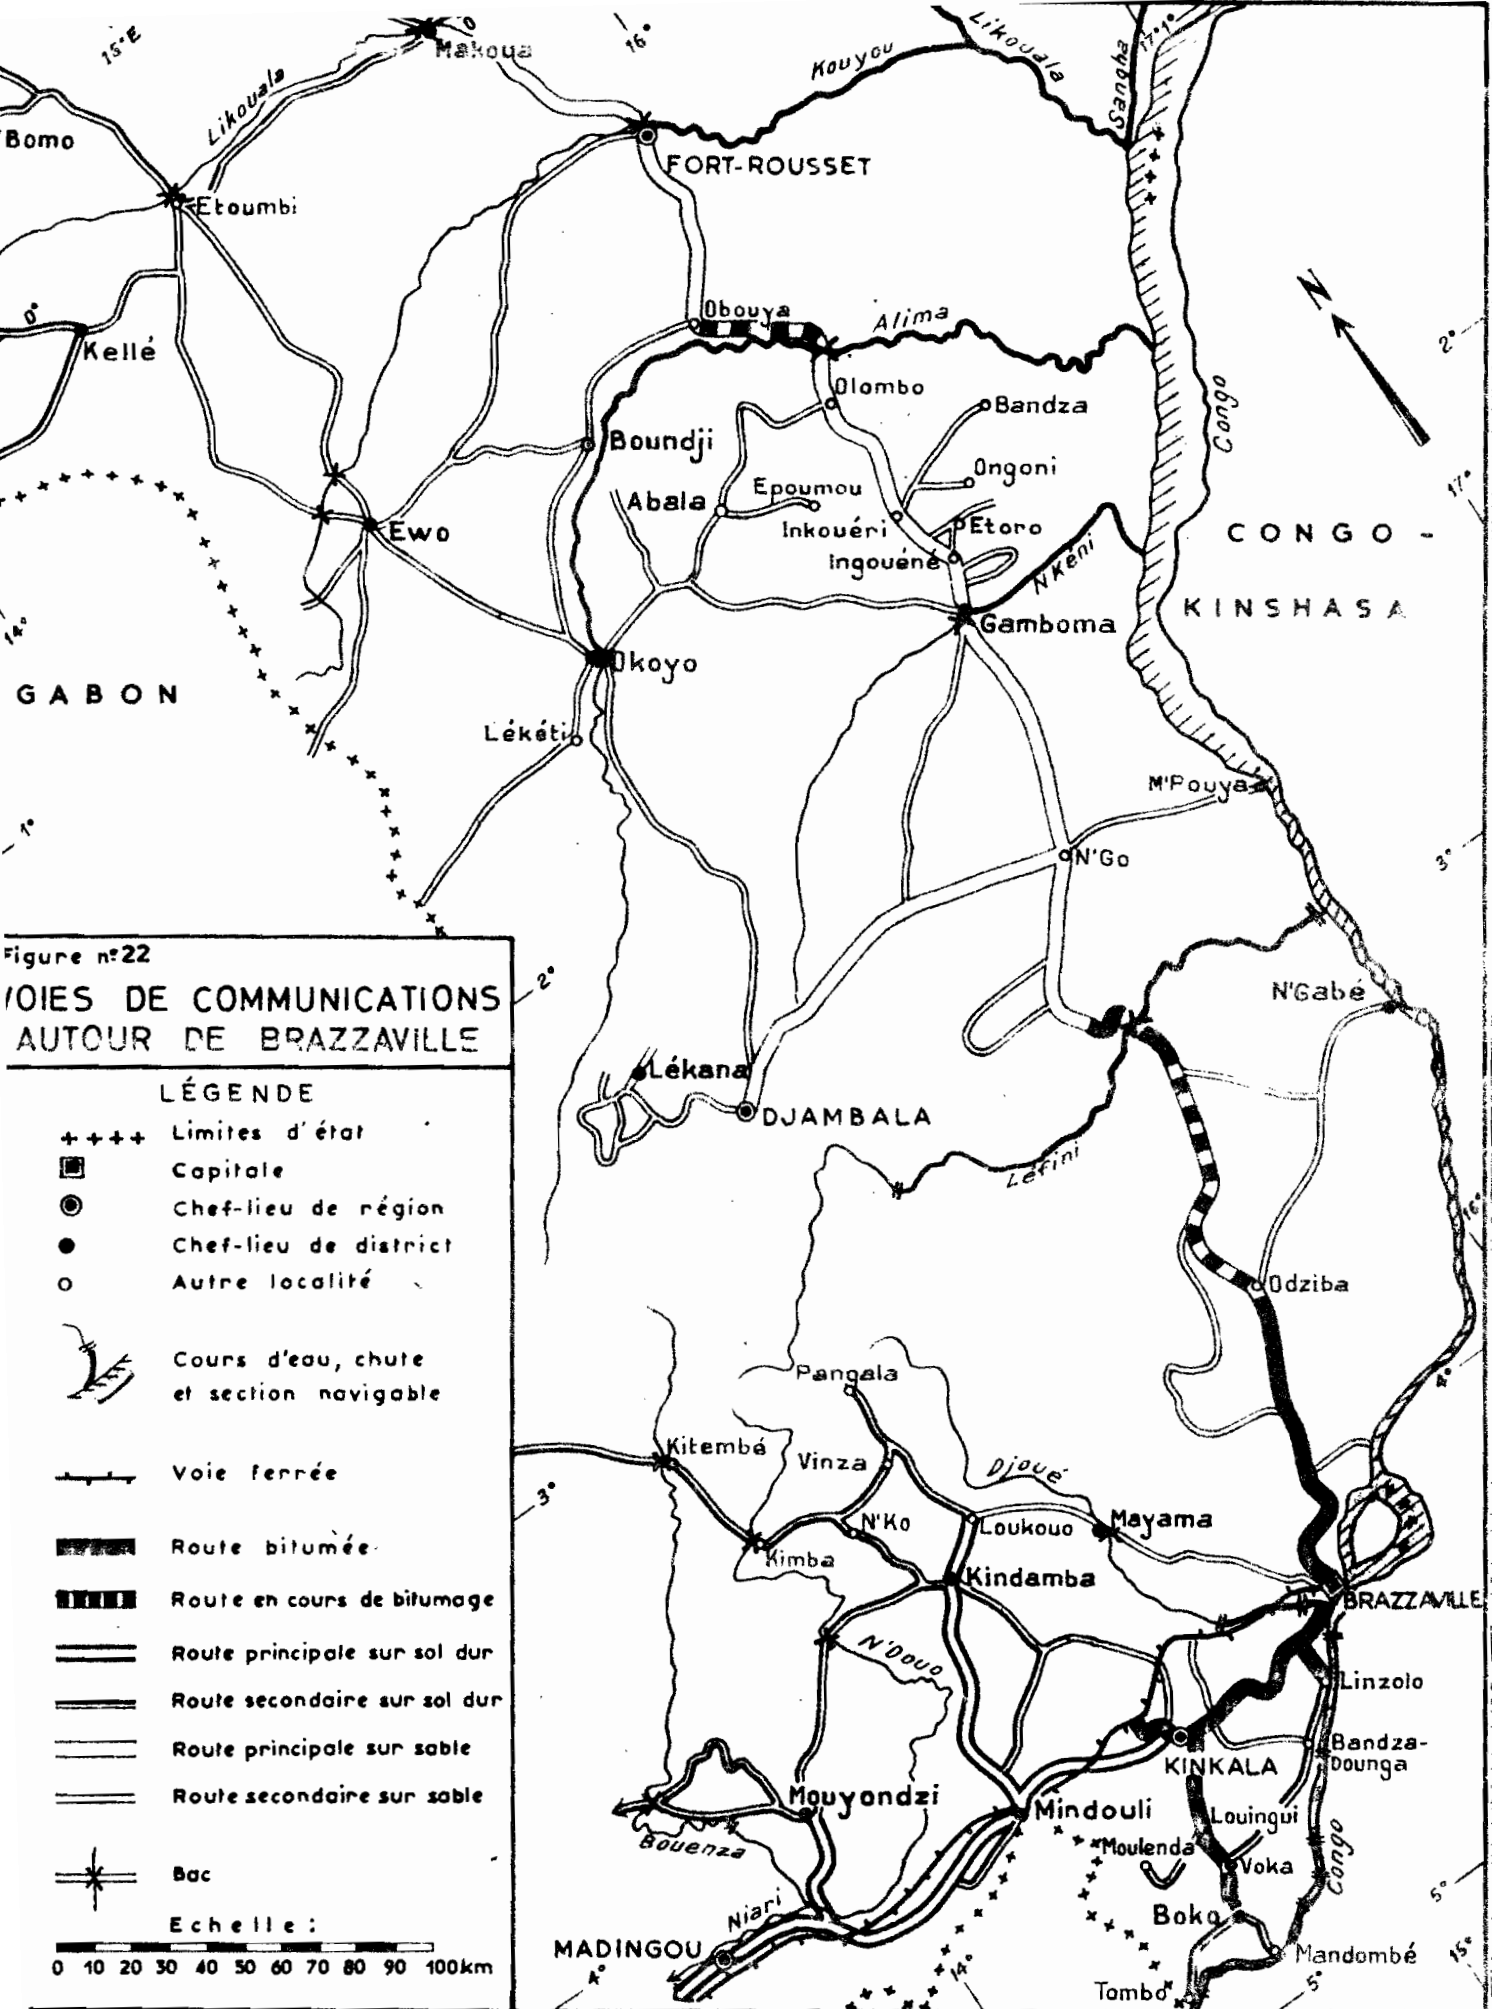 15°E
16°
17°
Makoua
Likouala
Kouyou
Likouala
Sangha
Bomo
Etoumbi
FORT-ROUSSET
0°
Kellé
Obouya
Alima
N
2°
Olombo
Bandza
Congo
Boundji
Ongoni
Abala
Epoumou
Inkouéri
Etoro
Ewo
Ingouéné
N'Kéni
17°
CONGO-
KINSHASA
Gamboma
14°
GABON
Okoyo
Lékéti
M'Pouya
1°
N'Go
3°
Figure n°22
VOIES DE COMMUNICATIONS
AUTOUR DE BRAZZAVILLE
2°
N'Gabé
LÉGENDE
Limites d'état
Capitale
Chef-lieu de région
Chef-lieu de district
Autre localité
Cours d'eau, chute
et section navigable
Voie ferrée
Route bitumée
Route en cours de bitumage
Route principale sur sol dur
Route secondaire sur sol dur
Route principale sur sable
Route secondaire sur sable
Bac
Echelle :
0 10 20 30 40 50 60 70 80 90 100km
Lékana
DJAMBALA
Léfini
16°
Odziba
Pangala
Kitembé
Vinza
Djoué
3°
N'Ko
Loukouo
Mayama
Kimba
Kindamba
BRAZZAVILLE
N'Douo
Linzolo
Bandza-
Dounga
KINKALA
Mouyondzi
Mindouli
Louingui
Bouenza
Moulenda
Voka
Congo
Niari
Boko
5°
MADINGOU
Mandombé
15°
4°
14°
Tombo
5°